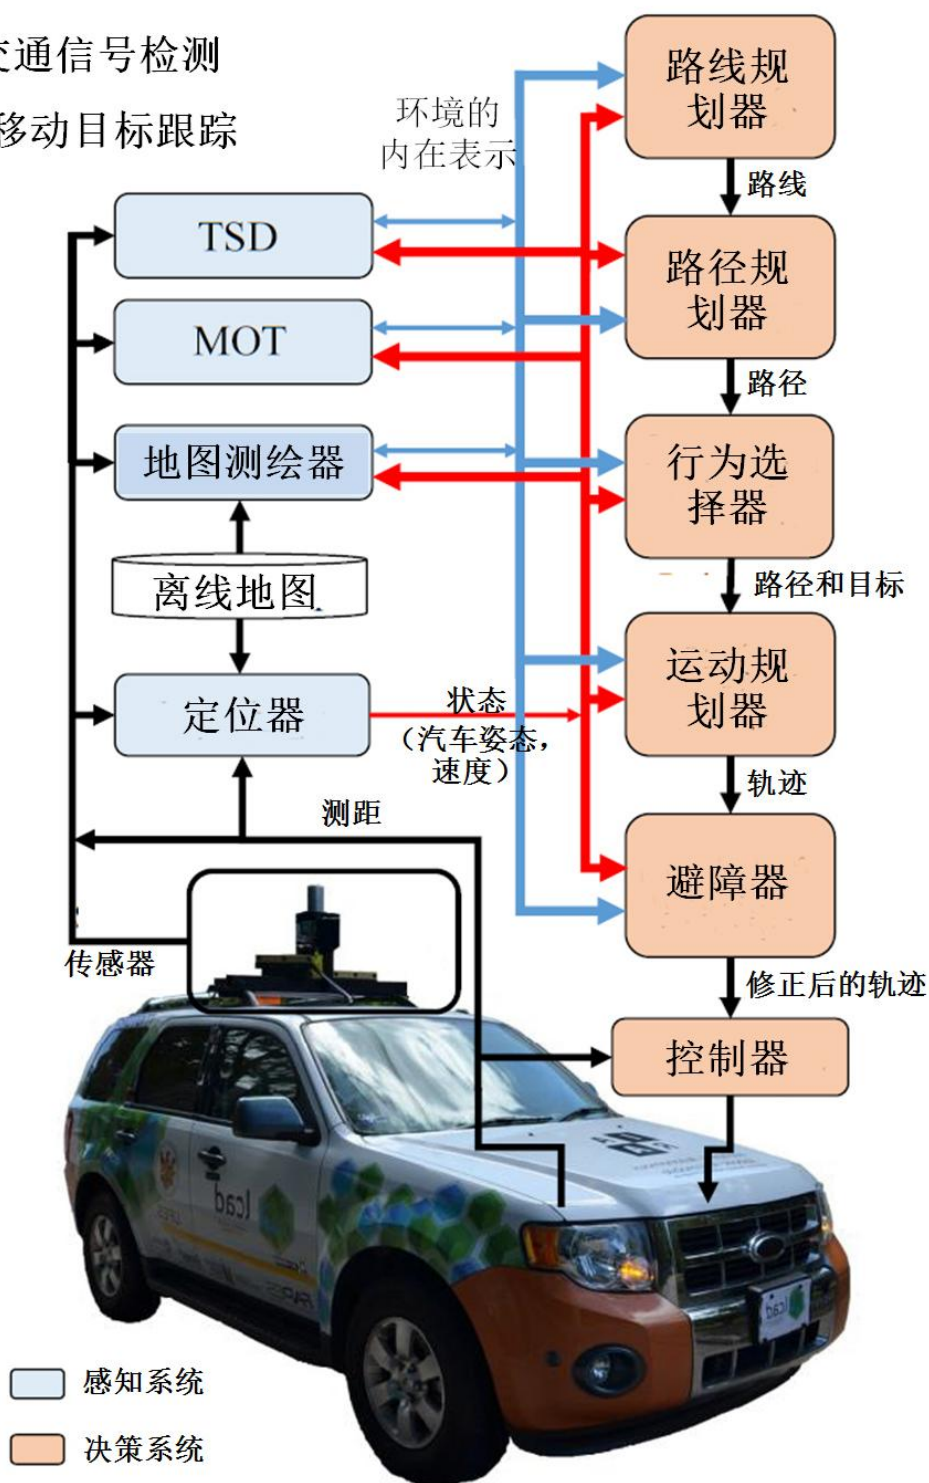 交通信号检测
移动目标跟踪
环境的
内在表示
路线规
划器
路线
TSD
路径规
划器
MOT
路径
地图测绘器
行为选
择器
离线地图
路径和目标
定位器
状态
（汽车姿态，
速度）
运动规
划器
轨迹
测距
避障器
传感器
修正后的轨迹
控制器
lcad
lcad
感知系统
决策系统